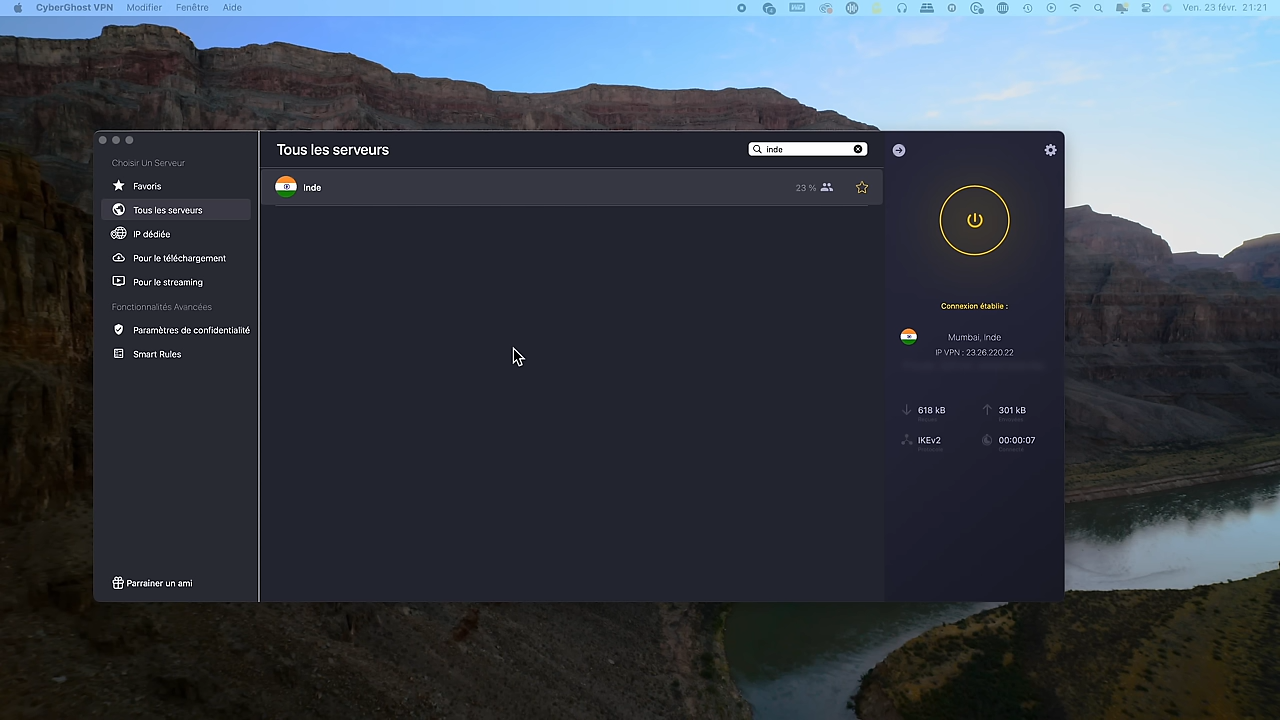 CyberGhost VPN Modifier Fenêtre Aide Ven. 23 févr. 21:21
Choisir Un Serveur
Favoris
Tous les serveurs
IP dédiée
Pour le téléchargement
Pour le streaming
Fonctionnalités Avancées
Paramètres de confidentialité
Smart Rules
Parrainer un ami
Tous les serveurs
inde
Inde 23 %
Connexion établie :
Mumbai, Inde
IP VPN : 23.26.220.22
618 kB 301 kB
IKEv2 00:00:07